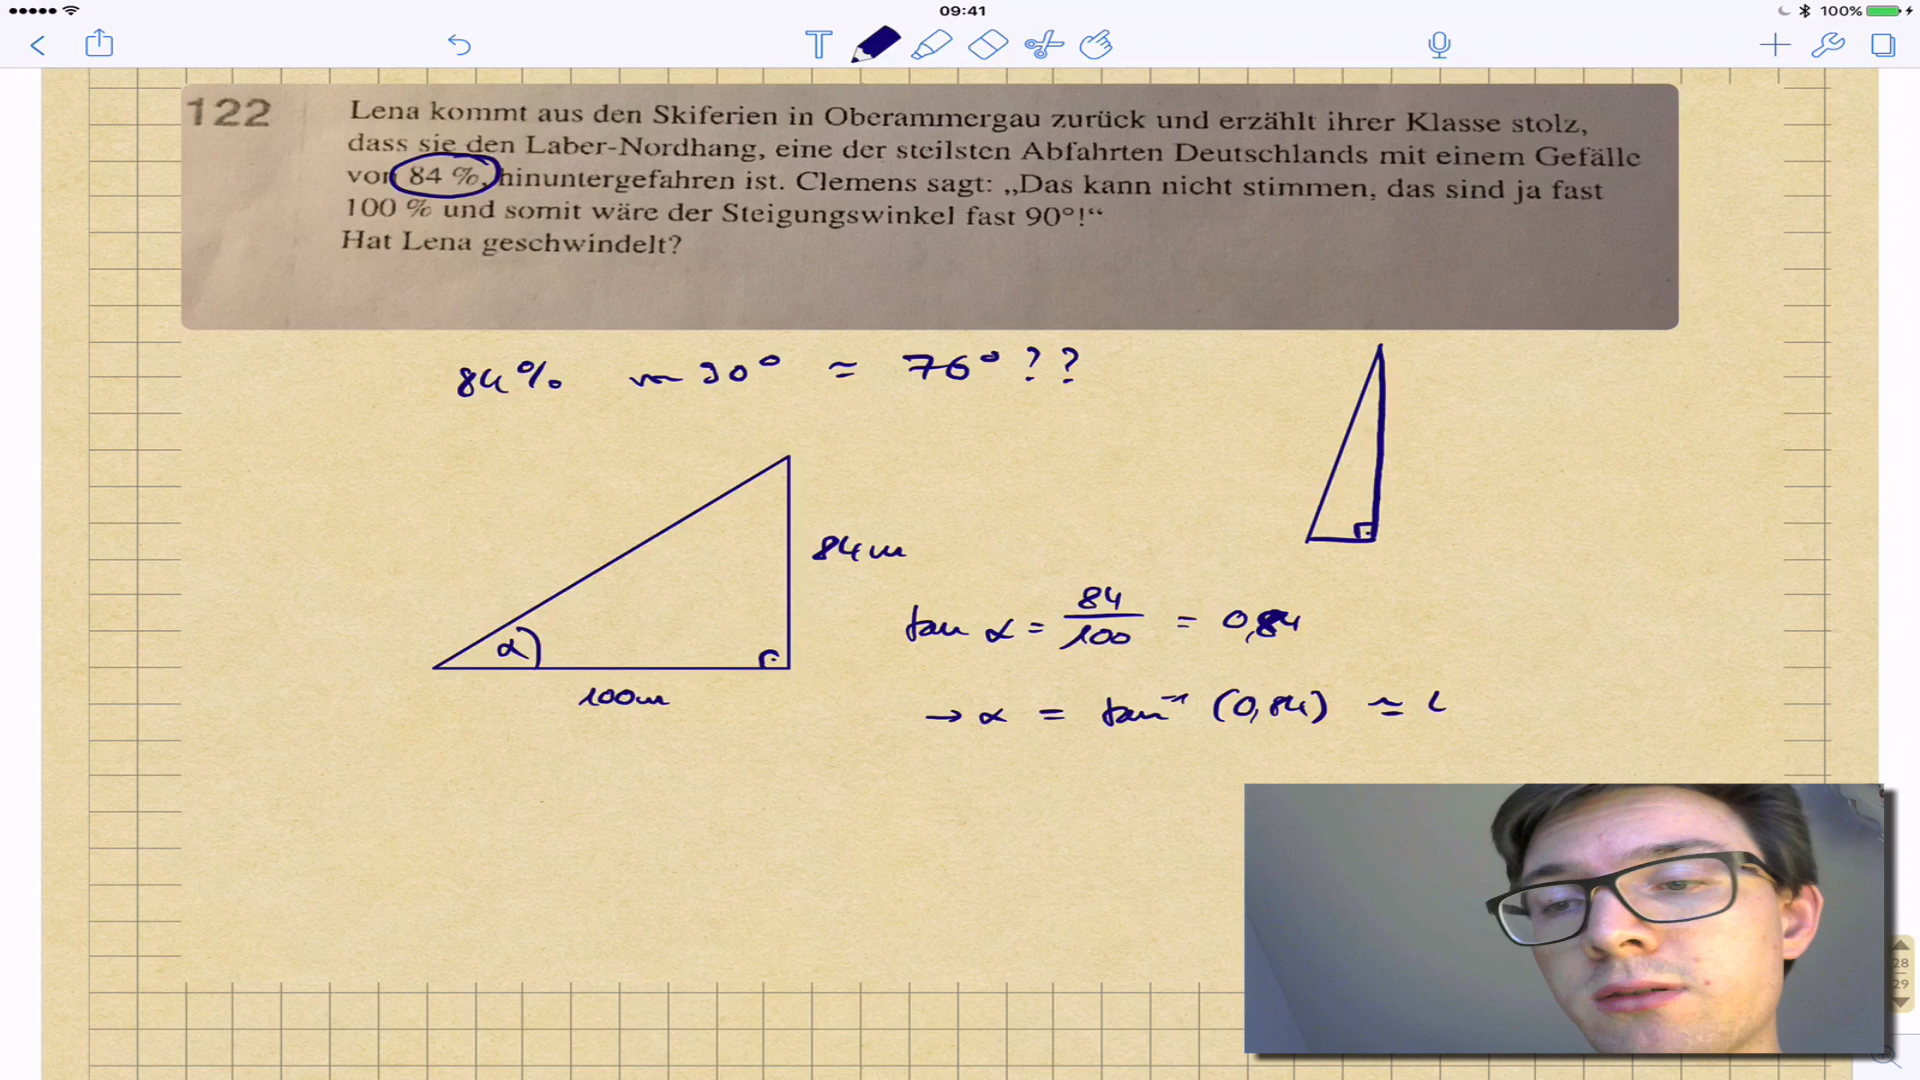 09:41
100%
T
122
Lena kommt aus den Skiferien in Oberammergau zurück und erzählt ihrer Klasse stolz,
dass sie den Laber-Nordhang, eine der steilsten Abfahrten Deutschlands mit einem Gefälle
von 84 %, hinuntergefahren ist. Clemens sagt: „Das kann nicht stimmen, das sind ja fast
100 % und somit wäre der Steigungswinkel fast 90°!“
Hat Lena geschwindelt?
84% von 90° ≈ 76° ??
84m
α
100m
tan α = 84/100 = 0,84
→ α = tan⁻¹ (0,84) ≈
28
29